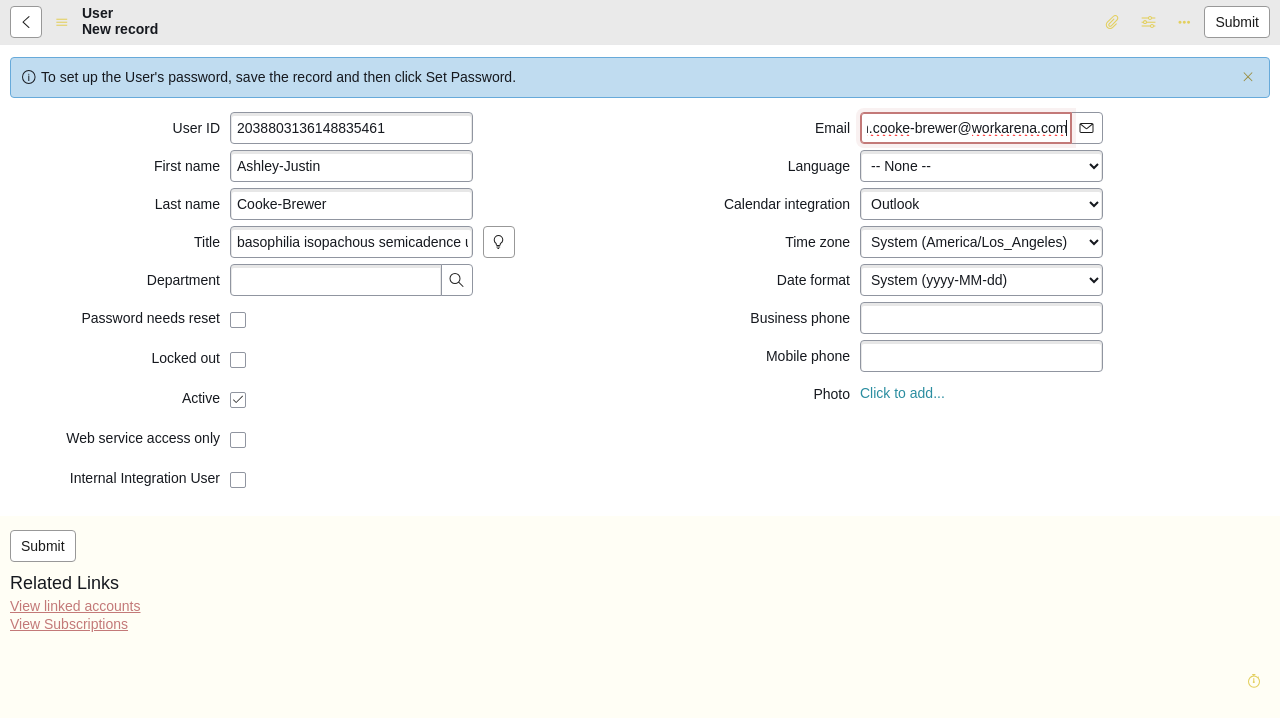 User
New record
Submit
To set up the User's password, save the record and then click Set Password.
User ID
2038803136148835461
First name
Ashley-Justin
Last name
Cooke-Brewer
Title
basophilia isopachous semicadence
Department
Password needs reset
Locked out
Active
Web service access only
Internal Integration User
Email
.cooke-brewer@workarena.com
Language
-- None --
Calendar integration
Outlook
Time zone
System (America/Los_Angeles)
Date format
System (yyyy-MM-dd)
Business phone
Mobile phone
Photo
Click to add...
Submit
Related Links
View linked accounts
View Subscriptions